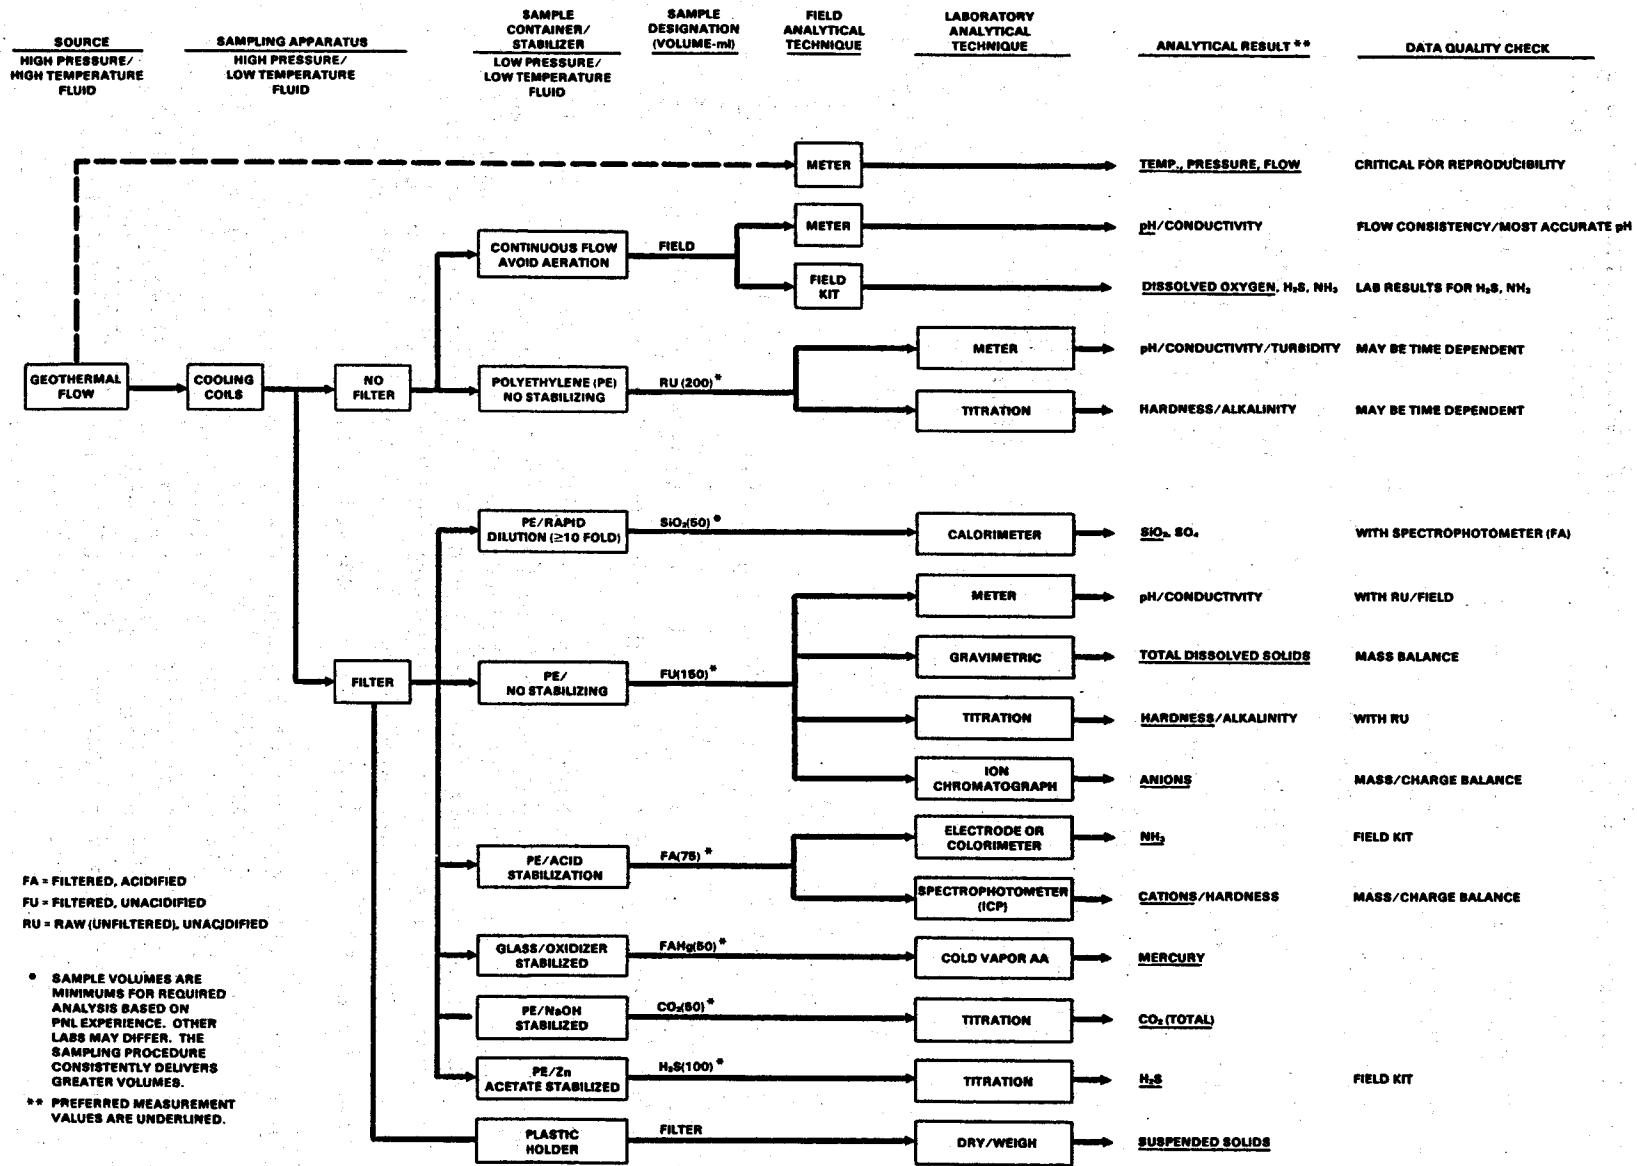 SOURCE
HIGH PRESSURE/
HIGH TEMPERATURE
FLUID
SAMPLING APPARATUS
HIGH PRESSURE/
LOW TEMPERATURE
FLUID
SAMPLE
CONTAINER/
STABILIZER
LOW PRESSURE/
LOW TEMPERATURE
FLUID
SAMPLE
DESIGNATION
(VOLUME-ml)
FIELD
ANALYTICAL
TECHNIQUE
LABORATORY
ANALYTICAL
TECHNIQUE
ANALYTICAL RESULT **
DATA QUALITY CHECK
METER
TEMP., PRESSURE, FLOW
CRITICAL FOR REPRODUCIBILITY
CONTINUOUS FLOW
AVOID AERATION
FIELD
METER
pH/CONDUCTIVITY
FLOW CONSISTENCY/MOST ACCURATE pH
FIELD
KIT
DISSOLVED OXYGEN, H₂S, NH₃
LAB RESULTS FOR H₂S, NH₃
GEOTHERMAL
FLOW
COOLING
COILS
NO
FILTER
POLYETHYLENE (PE)
NO STABILIZING
RU (200) *
METER
pH/CONDUCTIVITY/TURBIDITY
MAY BE TIME DEPENDENT
TITRATION
HARDNESS/ALKALINITY
MAY BE TIME DEPENDENT
PE/RAPID
DILUTION (≥10 FOLD)
SiO₂(50) *
CALORIMETER
SiO₂, SO₄
WITH SPECTROPHOTOMETER (FA)
METER
pH/CONDUCTIVITY
WITH RU/FIELD
FILTER
PE/
NO STABILIZING
FU(150) *
GRAVIMETRIC
TOTAL DISSOLVED SOLIDS
MASS BALANCE
TITRATION
HARDNESS/ALKALINITY
WITH RU
ION
CHROMATOGRAPH
ANIONS
MASS/CHARGE BALANCE
PE/ACID
STABILIZATION
FA(75) *
ELECTRODE OR
COLORIMETER
NH₃
FIELD KIT
SPECTROPHOTOMETER
(ICP)
CATIONS/HARDNESS
MASS/CHARGE BALANCE
GLASS/OXIDIZER
STABILIZED
FAHg(50) *
COLD VAPOR AA
MERCURY
PE/NaOH
STABILIZED
CO₂(50) *
TITRATION
CO₂ (TOTAL)
PE/Zn
ACETATE STABILIZED
H₂S(100) *
TITRATION
H₂S
FIELD KIT
PLASTIC
HOLDER
FILTER
DRY/WEIGH
SUSPENDED SOLIDS
FA = FILTERED, ACIDIFIED
FU = FILTERED, UNACIDIFIED
RU = RAW (UNFILTERED), UNACIDIFIED
* SAMPLE VOLUMES ARE
MINIMUMS FOR REQUIRED
ANALYSIS BASED ON
PNL EXPERIENCE. OTHER
LABS MAY DIFFER. THE
SAMPLING PROCEDURE
CONSISTENTLY DELIVERS
GREATER VOLUMES.
** PREFERRED MEASUREMENT
VALUES ARE UNDERLINED.